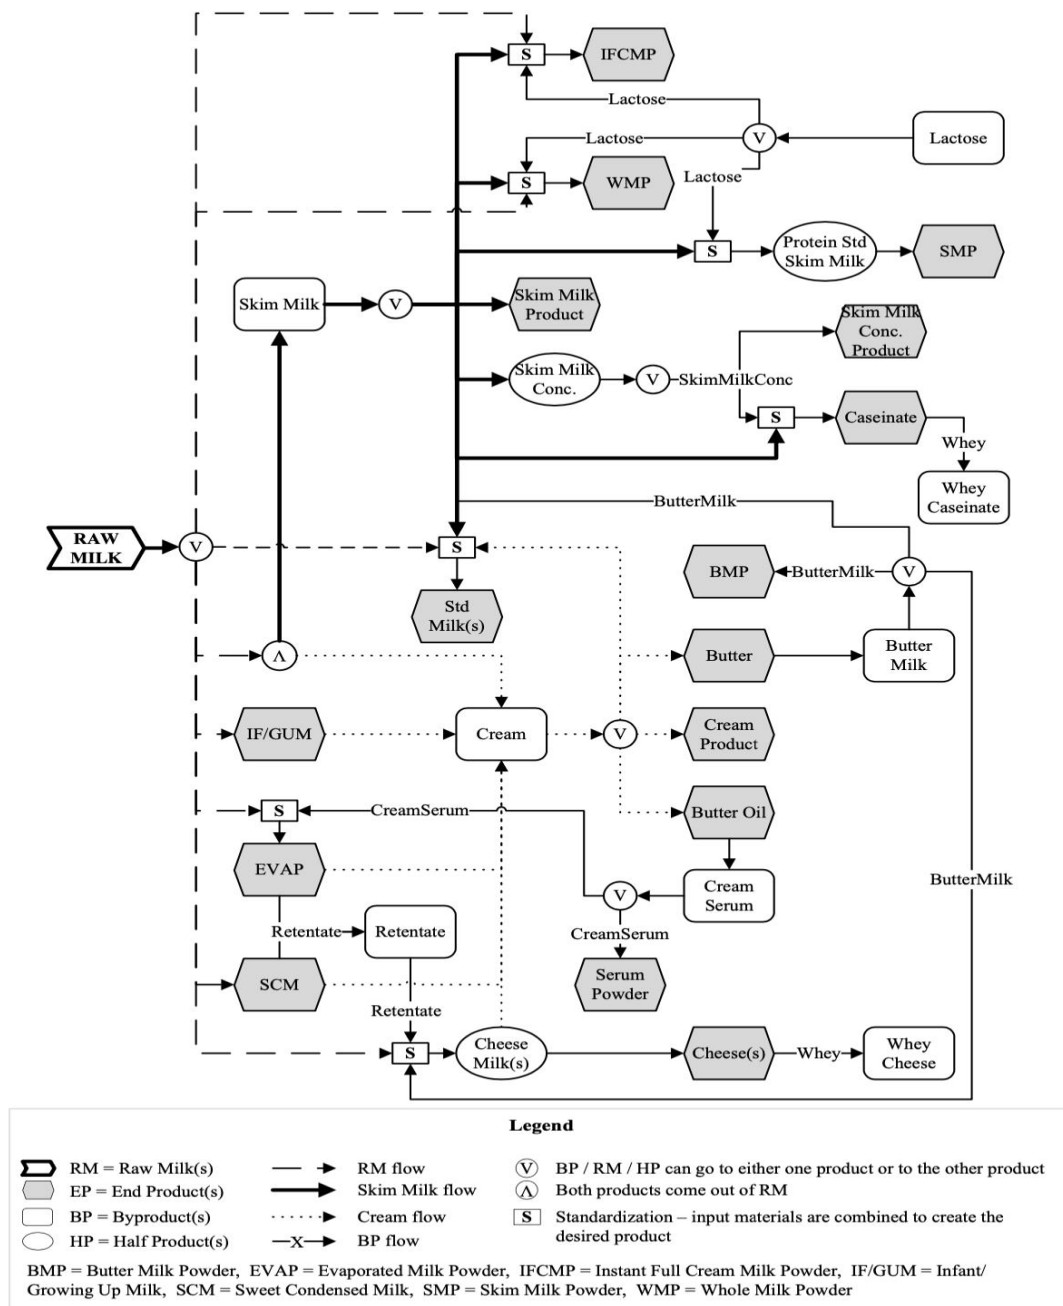 S
IFCMP
Lactose
V
Lactose
Lactose
S
WMP
Lactose
S
Protein Std
Skim Milk
SMP
Skim Milk
V
Skim Milk
Product
Skim Milk
Conc.
Product
Skim Milk
Conc.
V
SkimMilkConc
S
Caseinate
Whey
Whey
Caseinate
ButterMilk
RAW
MILK
V
S
BMP
ButterMilk
V
Std
Milk(s)
Λ
Butter
Butter
Milk
IF/GUM
Cream
V
Cream
Product
S
CreamSerum
Butter Oil
EVAP
V
Cream
Serum
ButterMilk
Retentate
Retentate
CreamSerum
SCM
Serum
Powder
Retentate
S
Cheese
Milk(s)
Cheese(s)
Whey
Whey
Cheese
Legend
RM = Raw Milk(s)
RM flow
V
BP / RM / HP can go to either one product or to the other product
EP = End Product(s)
Skim Milk flow
Λ
Both products come out of RM
BP = Byproduct(s)
Cream flow
S
Standardization – input materials are combined to create the
desired product
HP = Half Product(s)
X
BP flow
BMP = Butter Milk Powder, EVAP = Evaporated Milk Powder, IFCMP = Instant Full Cream Milk Powder, IF/GUM = Infant/
Growing Up Milk, SCM = Sweet Condensed Milk, SMP = Skim Milk Powder, WMP = Whole Milk Powder